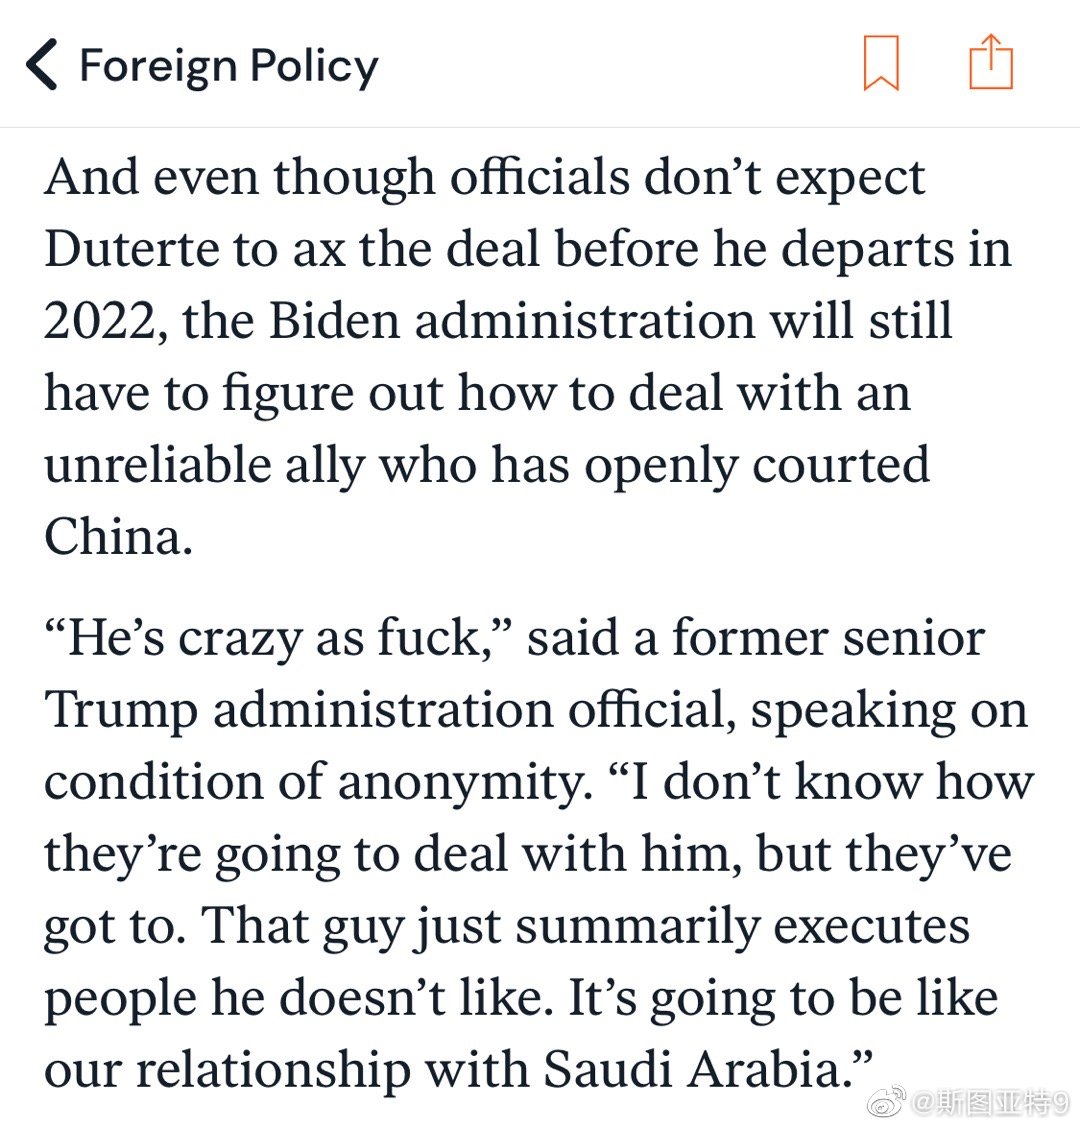 Foreign Policy
And even though officials don’t expect
Duterte to ax the deal before he departs in
2022, the Biden administration will still
have to figure out how to deal with an
unreliable ally who has openly courted
China.
“He’s crazy as fuck,” said a former senior
Trump administration official, speaking on
condition of anonymity. “I don’t know how
they’re going to deal with him, but they’ve
got to. That guy just summarily executes
people he doesn’t like. It’s going to be like
our relationship with Saudi Arabia.”
@斯图亚特9